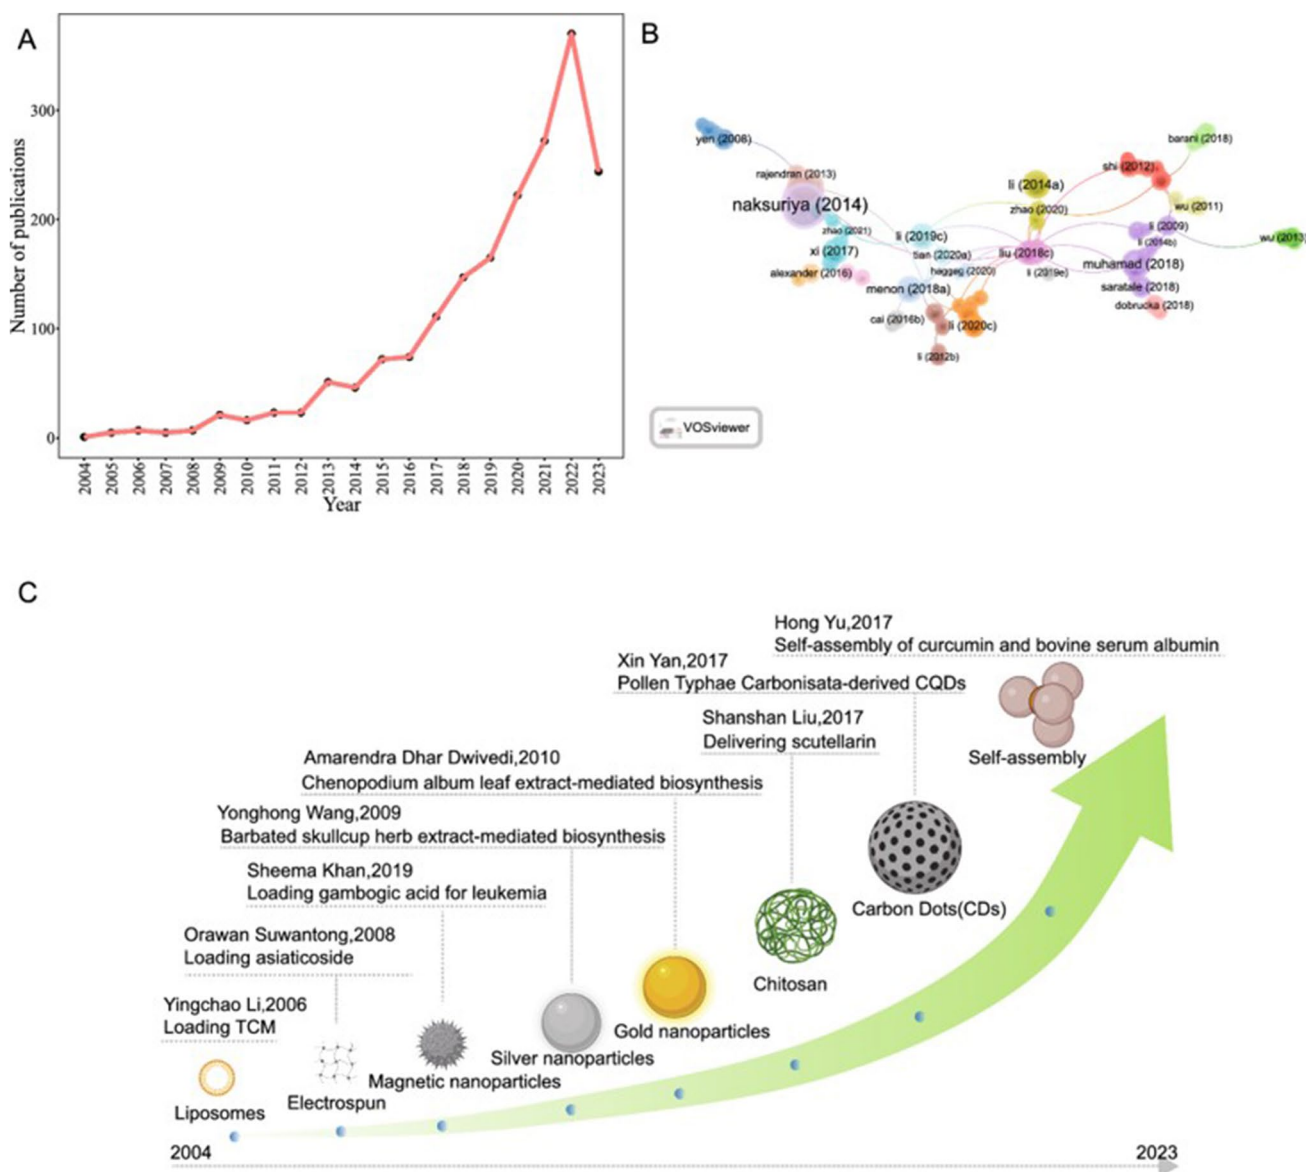 A
Number of publications
300
200
100
0
2004
2005
2006
2007
2008
2009
2010
2011
2012
2013
2014
2015
2016
2017
2018
2019
2020
2021
2022
2023
Year
B
yen (2008)
barani (2018)
rajendran (2013)
shi (2012)
li (2014a)
naksuriya (2014)
zhao (2020)
wu (2011)
zhao (2021)
li (2019c)
li (2009)
wu (2013)
li (2014b)
xi (2017)
tian (2020a)
liu (2018c)
muhamad (2018)
alexander (2016)
haggag (2020)
li (2019e)
menon (2018a)
saratale (2018)
dobrucka (2018)
cai (2016b)
li (2020c)
li (2012b)
VOSviewer
C
Hong Yu,2017
Self-assembly of curcumin and bovine serum albumin
Xin Yan,2017
Pollen Typhae Carbonisata-derived CQDs
Shanshan Liu,2017
Delivering scutellarin
Self-assembly
Amarendra Dhar Dwivedi,2010
Chenopodium album leaf extract-mediated biosynthesis
Yonghong Wang,2009
Barbated skullcup herb extract-mediated biosynthesis
Sheema Khan,2019
Loading gambogic acid for leukemia
Carbon Dots(CDs)
Orawan Suwantong,2008
Loading asiaticoside
Chitosan
Yingchao Li,2006
Loading TCM
Gold nanoparticles
Silver nanoparticles
Magnetic nanoparticles
Electrospun
Liposomes
2004
2023